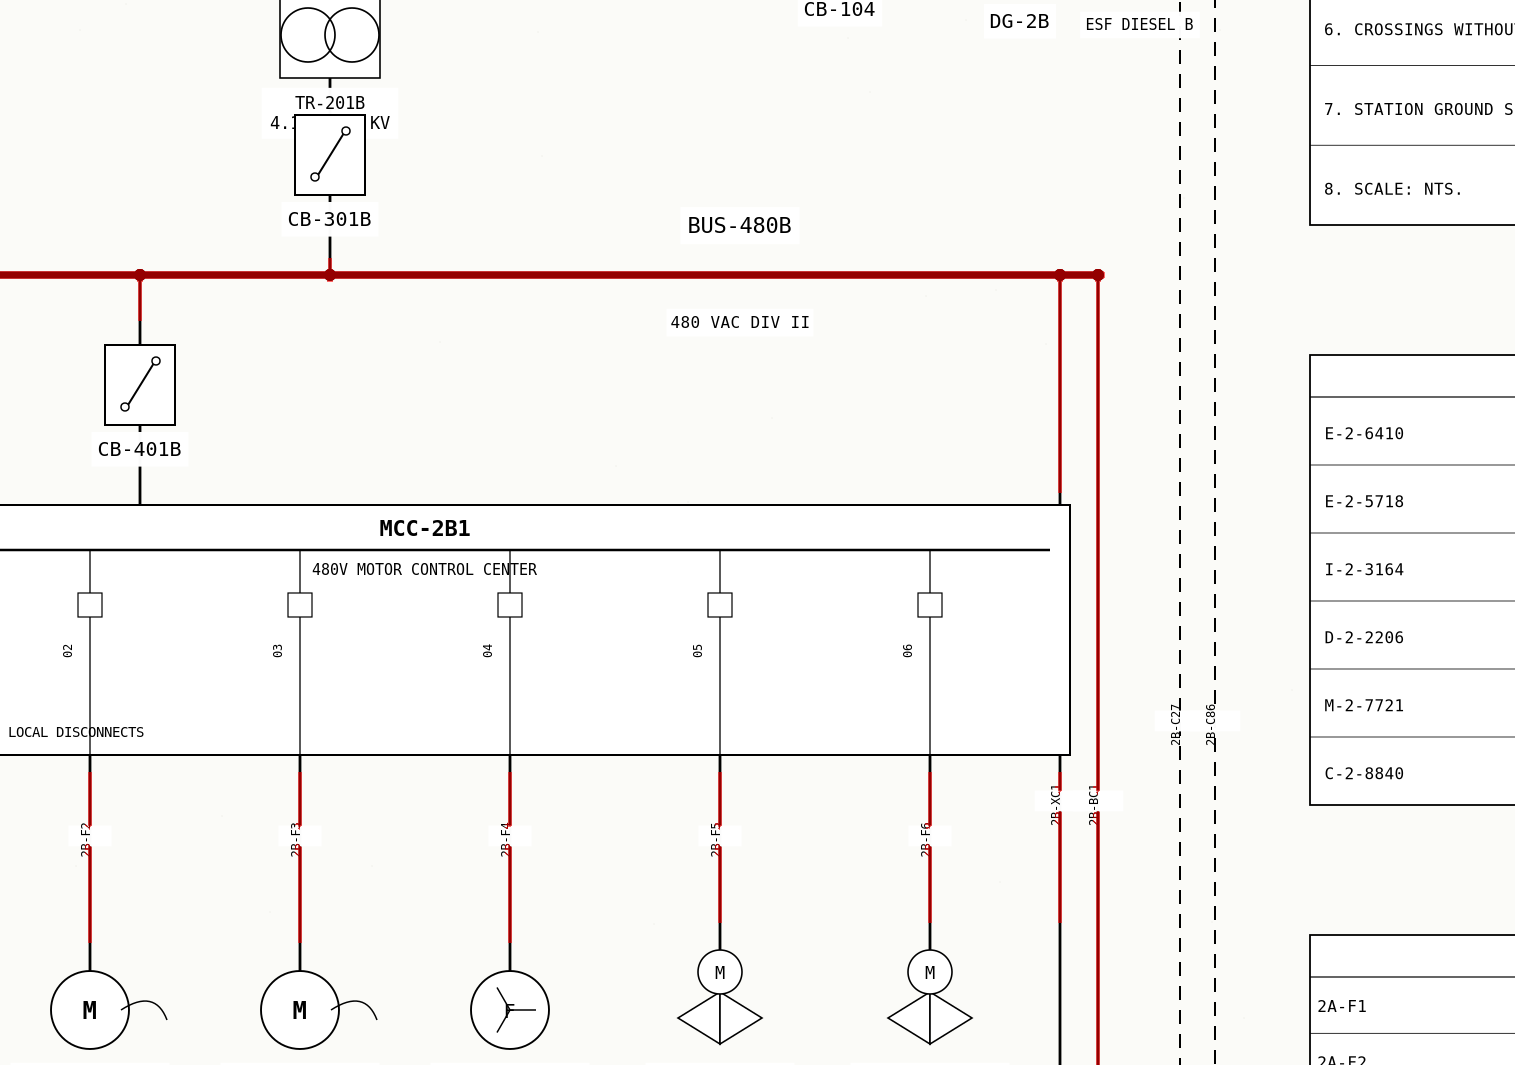 CB-104
DG-2B
ESF DIESEL B
TR-201B
KV
CB-301B
BUS-480B
480 VAC DIV II
CB-401B
MCC-2B1
480V MOTOR CONTROL CENTER
02
03
04
05
06
LOCAL DISCONNECTS
2B-F2
2B-F3
2B-F4
2B-F5
2B-F6
2B-XC1
2B-BC1
2B-C27
2B-C86
M
M
F
M
M
6. CROSSINGS
7. STATION GROUND
8. SCALE: NTS.
E-2-6410
E-2-5718
I-2-3164
D-2-2206
M-2-7721
C-2-8840
2A-F1
2A-F2